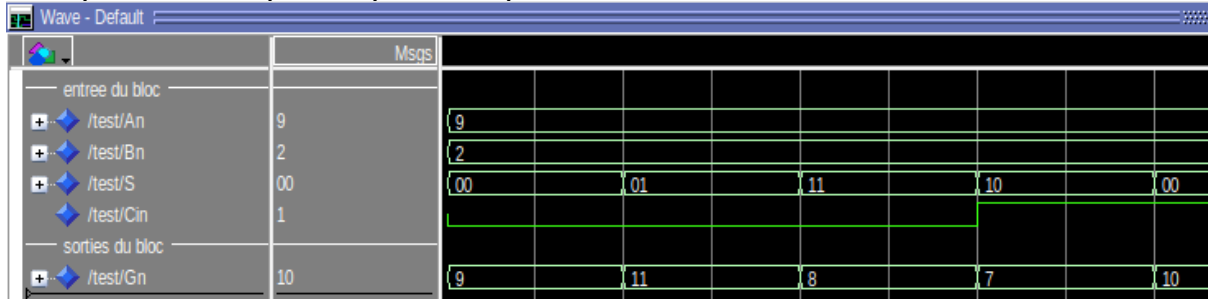 Wave - Default
Msgs
entree du bloc
/test/An 9 9
/test/Bn 2 2
/test/S 00 00 01 11 10 00
/test/Cin 1
sorties du bloc
/test/Gn 10 9 11 8 7 10